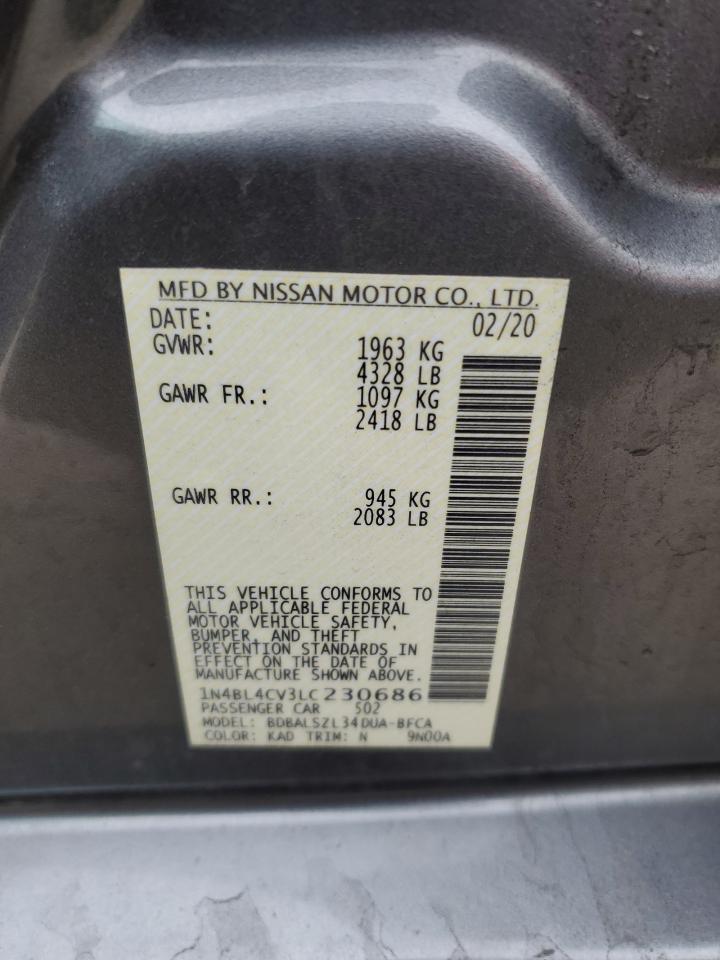 MFD BY NISSAN MOTOR CO., LTD.
DATE: 02/20
GVWR: 1963 KG
4328 LB
GAWR FR.: 1097 KG
2418 LB
GAWR RR.: 945 KG
2083 LB
THIS VEHICLE CONFORMS TO
ALL APPLICABLE FEDERAL
MOTOR VEHICLE SAFETY,
BUMPER, AND THEFT
PREVENTION STANDARDS IN
EFFECT ON THE DATE OF
MANUFACTURE SHOWN ABOVE.
1N4BL4CV3LC230686
PASSENGER CAR 502
MODEL: BDBALSZL34DUA-BFCA
COLOR: KAD TRIM: N 9N00A